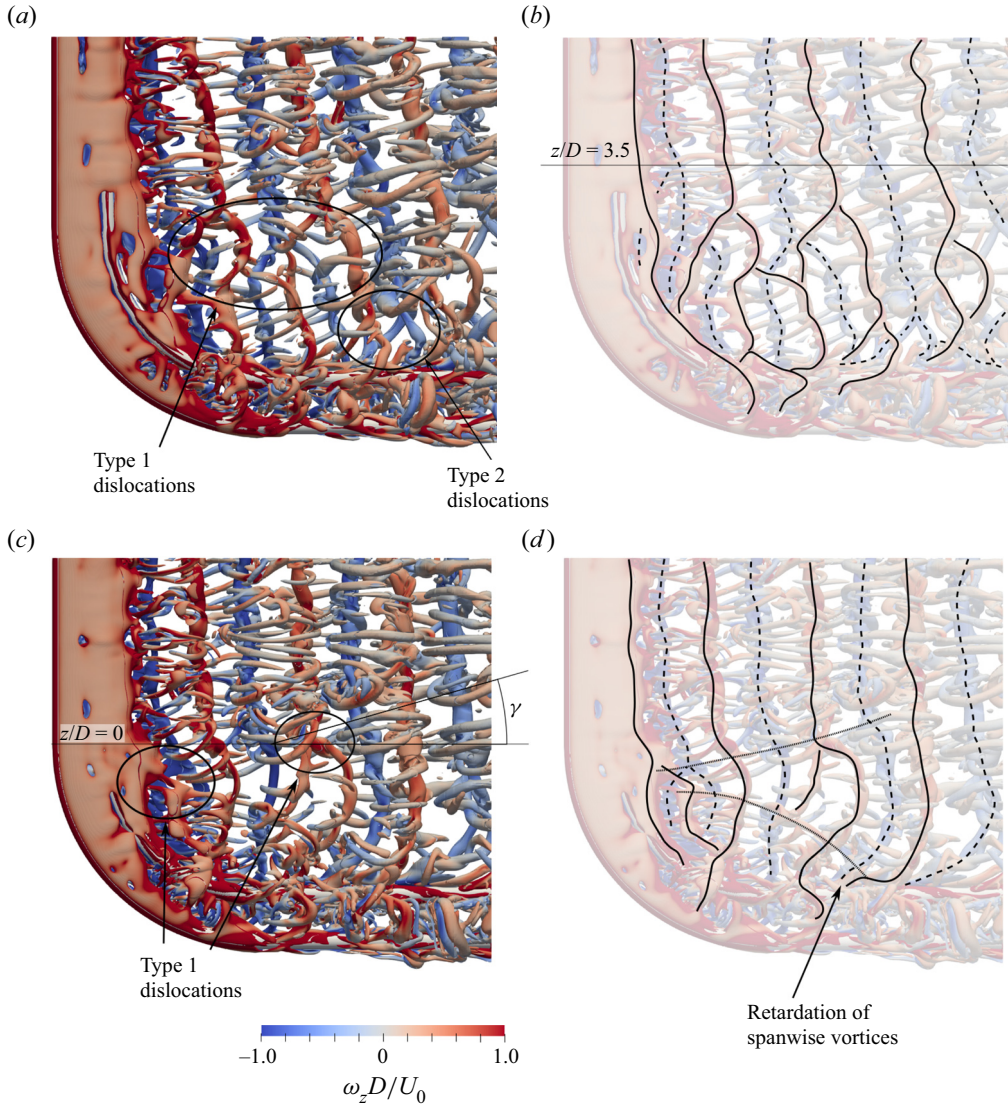 (a)
(b)
z/D = 3.5
Type 1
dislocations
Type 2
dislocations
(c)
(d)
z/D = 0
γ
Type 1
dislocations
Retardation of
spanwise vortices
–1.0
0
1.0
ω_z D/U_0